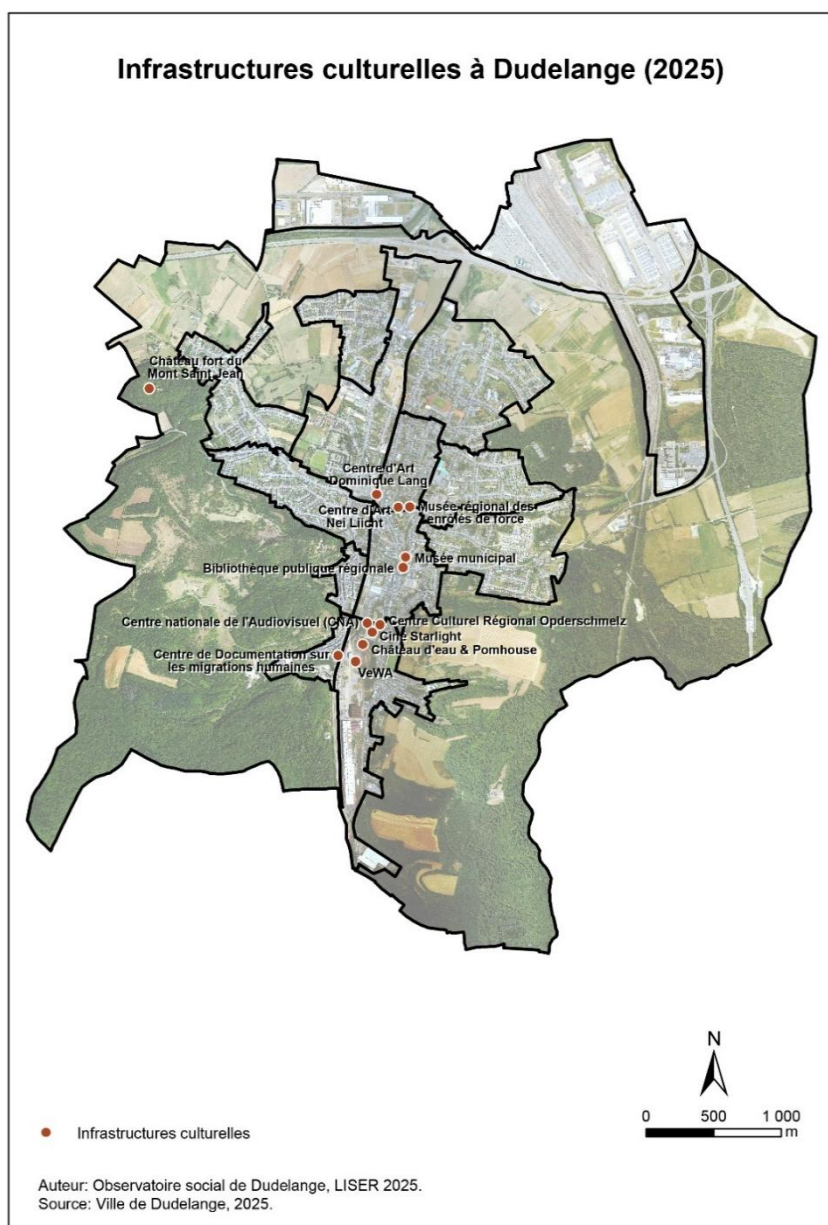 Infrastructures culturelles à Dudelange (2025)
Château fort du
Mont Saint Jean
Centre d'Art
Dominique Lang
Centre d'Art
Nei Liicht
Musée régional des
enrôlés de force
Musée municipal
Bibliothèque publique régionale
Centre nationale de l'Audiovisuel (CNA)
Centre Culturel Régional Opderschmelz
Ciné Starlight
Château d'eau & Pomhouse
Centre de Documentation sur
les migrations humaines
VeWA
N
0 500 1 000
m
Infrastructures culturelles
Auteur: Observatoire social de Dudelange, LISER 2025.
Source: Ville de Dudelange, 2025.